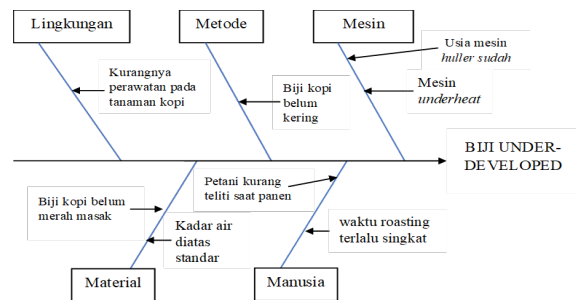 Lingkungan
Metode
Mesin
Usia mesin
huller sudah
Kurangnya
perawatan pada
tanaman kopi
Biji kopi
belum
kering
Mesin
underheat
BIJI UNDER-
DEVELOPED
Biji kopi belum
merah masak
Petani kurang
teliti saat panen
Kadar air
diatas
standar
waktu roasting
terlalu singkat
Material
Manusia